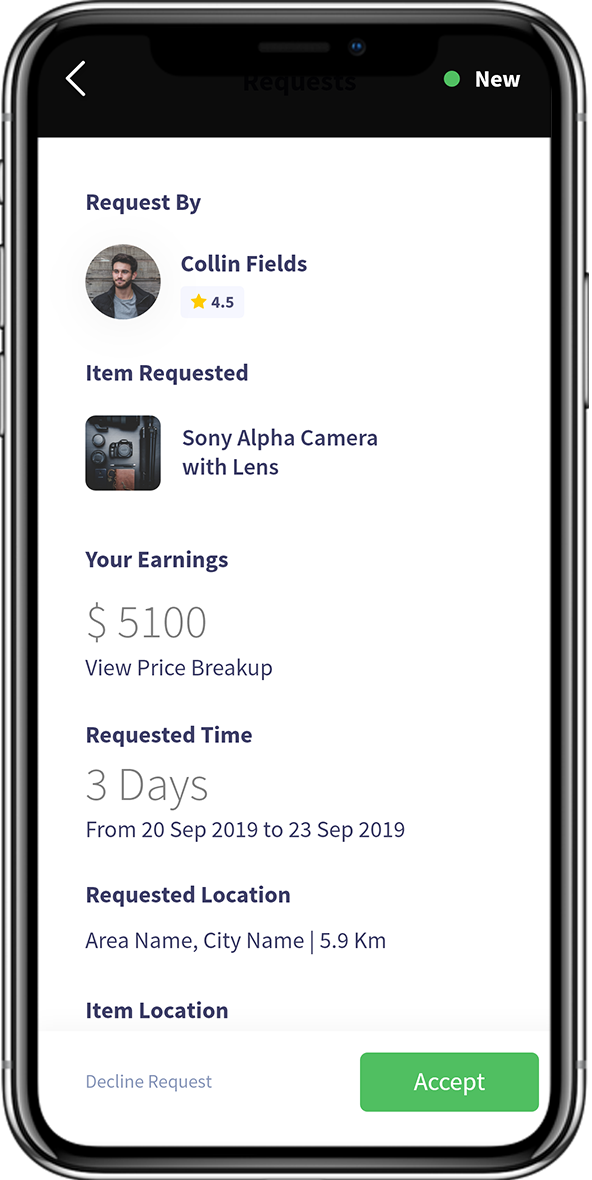 Requests
New
Request By
Collin Fields
4.5
Item Requested
Sony Alpha Camera
with Lens
Your Earnings
$ 5100
View Price Breakup
Requested Time
3 Days
From 20 Sep 2019 to 23 Sep 2019
Requested Location
Area Name, City Name | 5.9 Km
Item Location
Decline Request
Accept